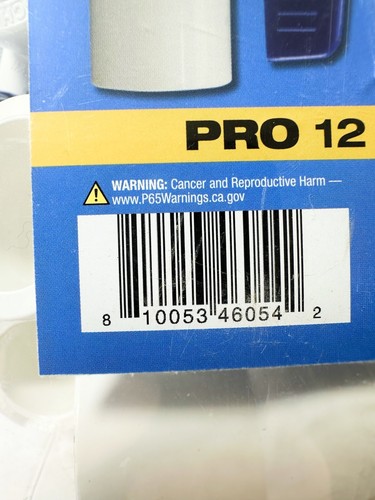 PRO 12
WARNING: Cancer and Reproductive Harm —
www.P65Warnings.ca.gov
8 10053 46054 2